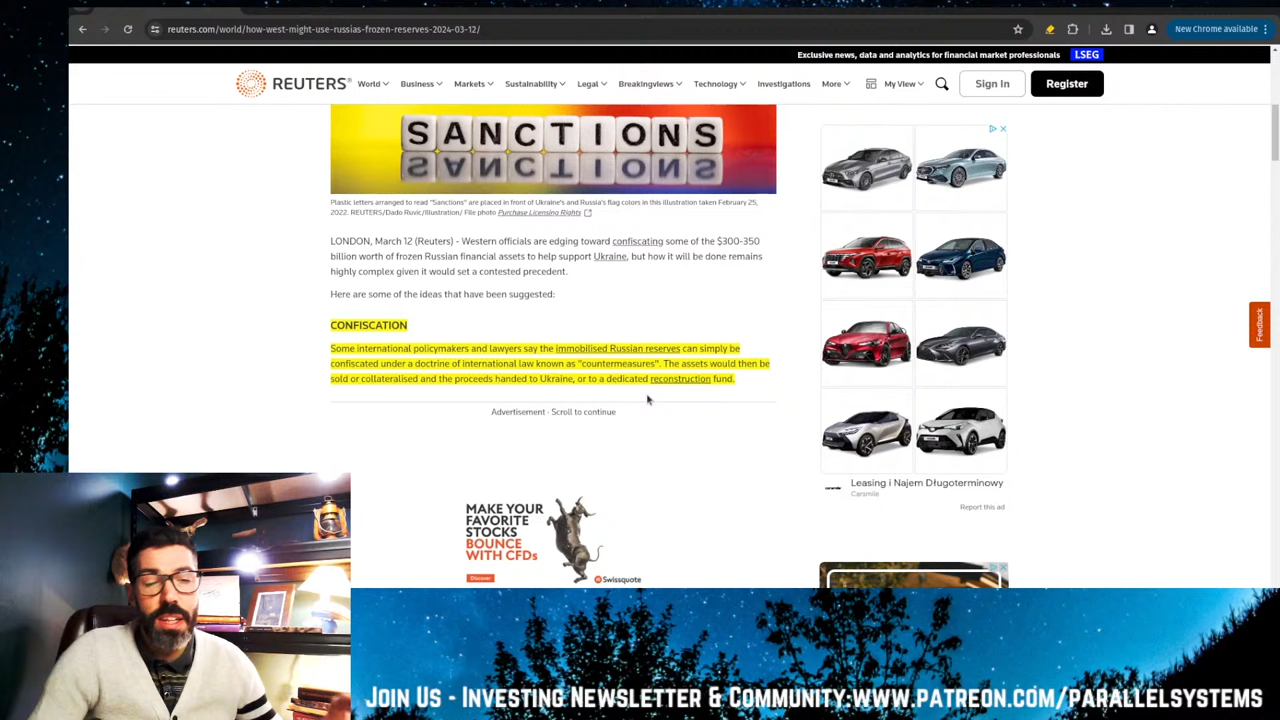 reuters.com/world/how-west-might-use-russias-frozen-reserves-2024-03-12/
New Chrome available
Exclusive news, data and analytics for financial market professionals LSEG
REUTERS® World Business Markets Sustainability Legal Breakingviews Technology Investigations More My View Sign In Register
SANCTIONS
Plastic letters arranged to read "Sanctions" are placed in front of Ukraine's and Russia's flag colors in this illustration taken February 25,
2022. REUTERS/Dado Ruvic/Illustration/ File photo Purchase Licensing Rights
LONDON, March 12 (Reuters) - Western officials are edging toward confiscating some of the $300-350
billion worth of frozen Russian financial assets to help support Ukraine, but how it will be done remains
highly complex given it would set a contested precedent.
Here are some of the ideas that have been suggested:
CONFISCATION
Some international policymakers and lawyers say the immobilised Russian reserves can simply be
confiscated under a doctrine of international law known as "countermeasures". The assets would then be
sold or collateralised and the proceeds handed to Ukraine, or to a dedicated reconstruction fund.
Advertisement · Scroll to continue
MAKE YOUR
FAVORITE
STOCKS
BOUNCE
WITH CFDs
Discover
Swissquote
Leasing i Najem Długoterminowy
Carsmile
Report this ad
Feedback
Join Us - Investing Newsletter & Community:www.patreon.com/parallelsystems